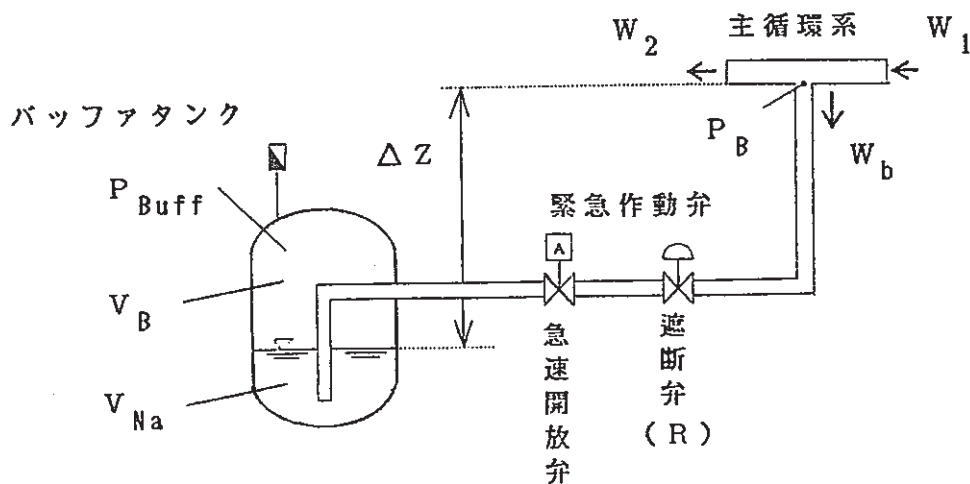 主循環系
W2
W1
バッファタンク
PB
ΔZ
Wb
PBuff
緊急作動弁
A
VB
急速開放弁
遮断弁
(R)
VNa